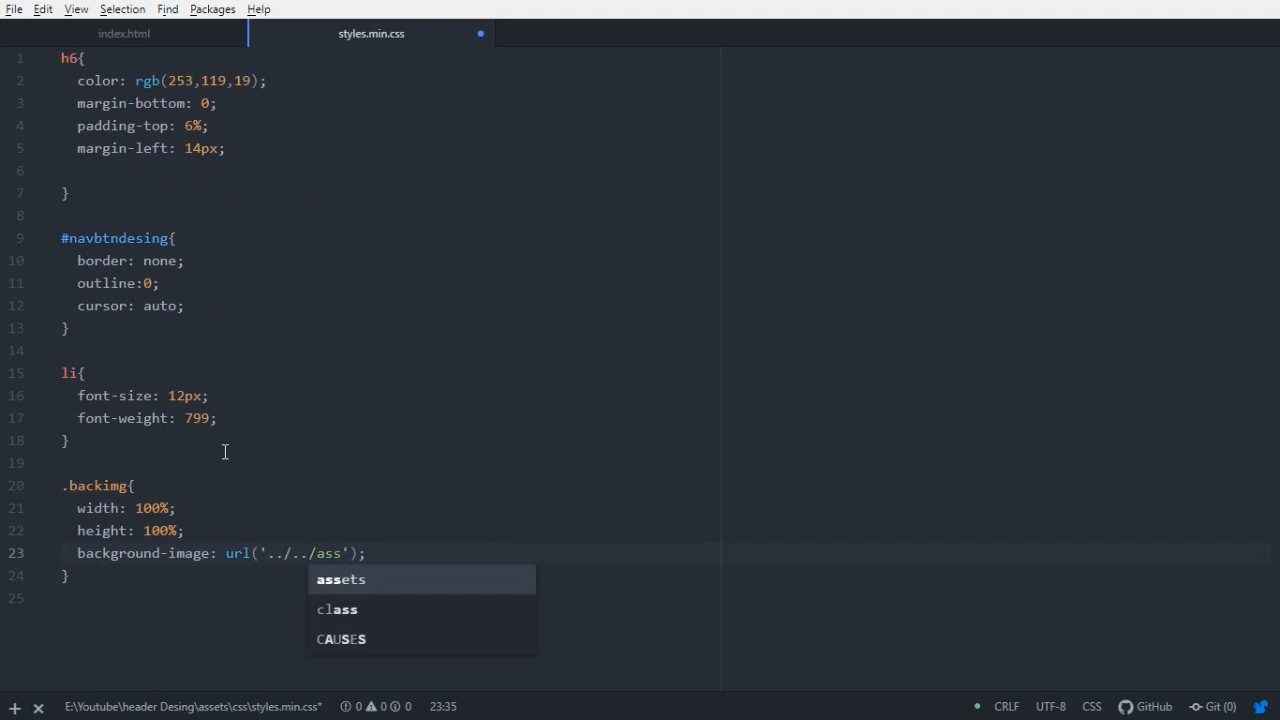 File Edit View Selection Find Packages Help
index.html styles.min.css
1 h6{
2 color: rgb(253,119,19);
3 margin-bottom: 0;
4 padding-top: 6%;
5 margin-left: 14px;
6
7 }
8
9 #navbtndesing{
10 border: none;
11 outline:0;
12 cursor: auto;
13 }
14
15 li{
16 font-size: 12px;
17 font-weight: 799;
18 }
19
20 .backimg{
21 width: 100%;
22 height: 100%;
23 background-image: url('../../ass');
24 }
assets
25
class
CAUSES
E:\Youtube\header Desing\assets\css\styles.min.css* 0 0 0 23:35 CRLF UTF-8 CSS GitHub Git (0)